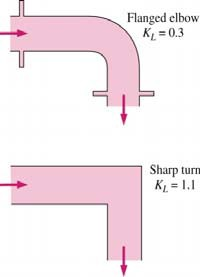 Flanged elbow
K_L = 0.3
Sharp turn
K_L = 1.1